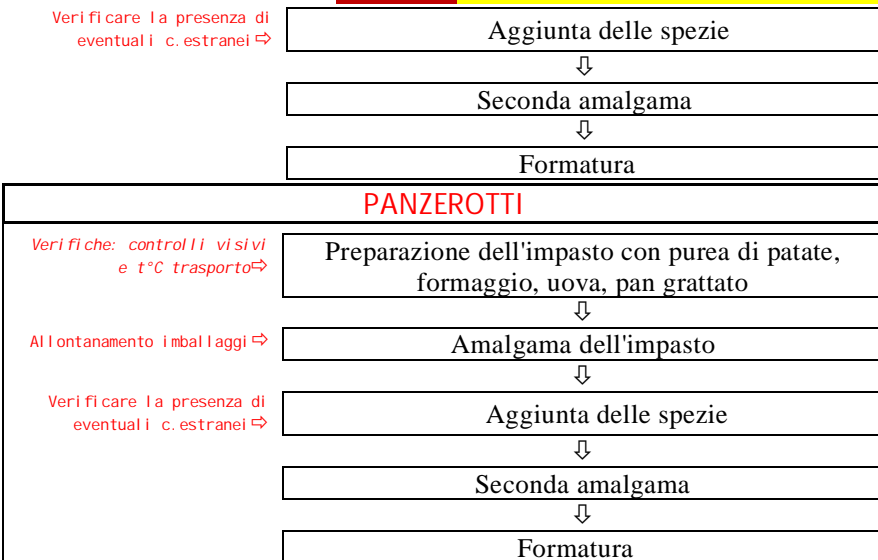 Verificare la presenza di
eventuali c.estranei ⇨
Aggiunta delle spezie
⇩
Seconda amalgama
⇩
Formatura
PANZEROTTI
Verifiche: controlli visivi
e t°C trasporto⇨
Preparazione dell'impasto con purea di patate,
formaggio, uova, pan grattato
⇩
Allontanamento imballaggi ⇨
Amalgama dell'impasto
⇩
Verificare la presenza di
eventuali c.estranei ⇨
Aggiunta delle spezie
⇩
Seconda amalgama
⇩
Formatura